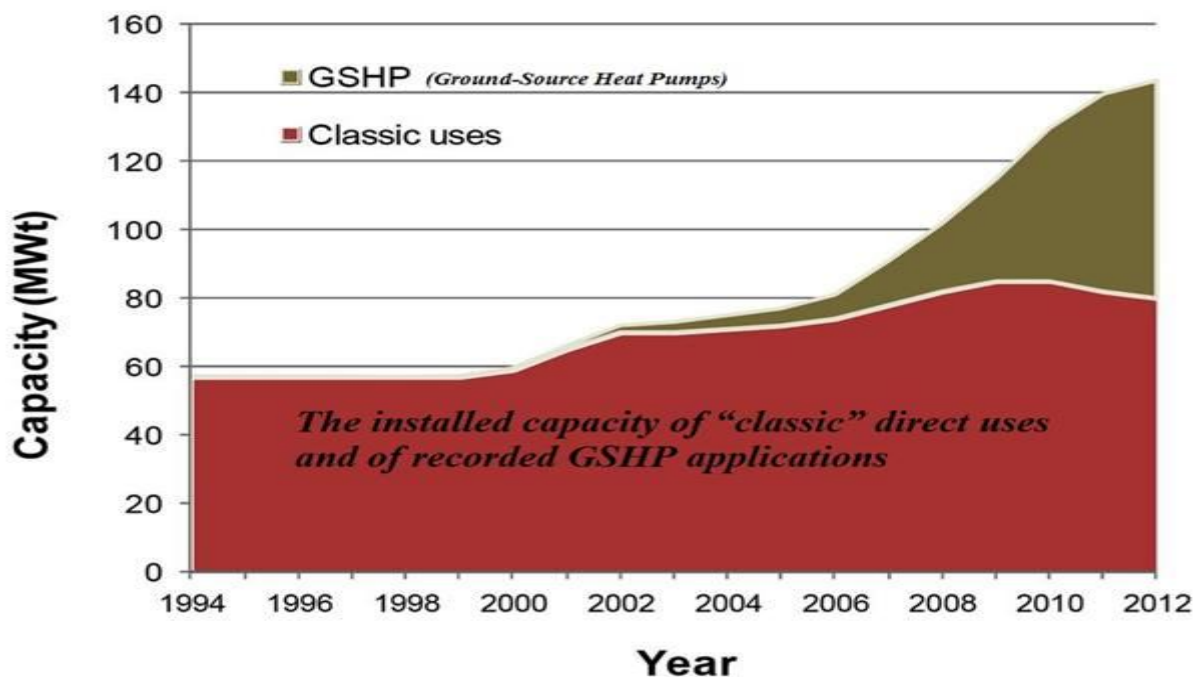 160
140
120
100
80
60
40
20
0
Capacity (MWt)
GSHP (Ground-Source Heat Pumps)
Classic uses
The installed capacity of “classic” direct uses
and of recorded GSHP applications
1994 1996 1998 2000 2002 2004 2006 2008 2010 2012
Year